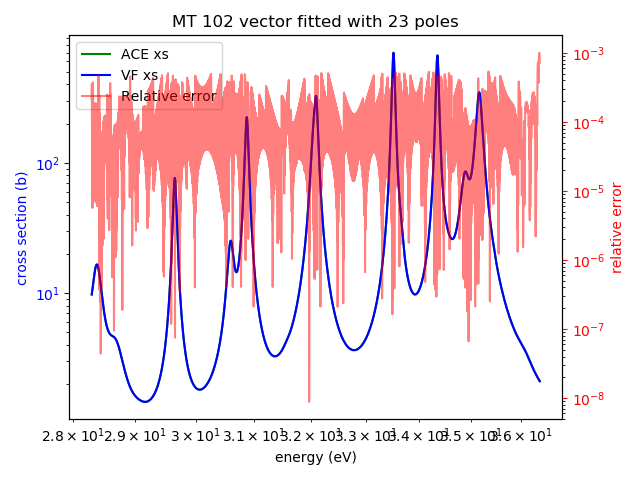 MT 102 vector fitted with 23 poles
ACE xs
VF xs
Relative error
cross section (b)
10²
10¹
relative error
10⁻³
10⁻⁴
10⁻⁵
10⁻⁶
10⁻⁷
10⁻⁸
2.8 × 10¹ 2.9 × 10¹ 3 × 10¹ 3.1 × 10¹ 3.2 × 10¹ 3.3 × 10¹ 3.4 × 10¹ 3.5 × 10¹ 3.6 × 10¹
energy (eV)